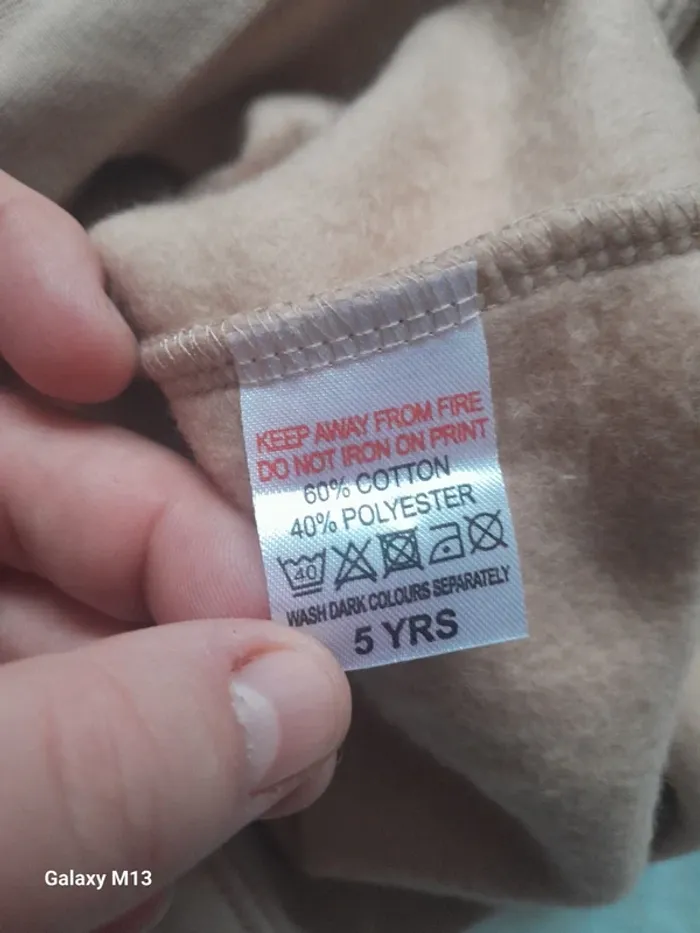 KEEP AWAY FROM FIRE
DO NOT IRON ON PRINT
60% COTTON
40% POLYESTER
40
WASH DARK COLOURS SEPARATELY
5 YRS
Galaxy M13